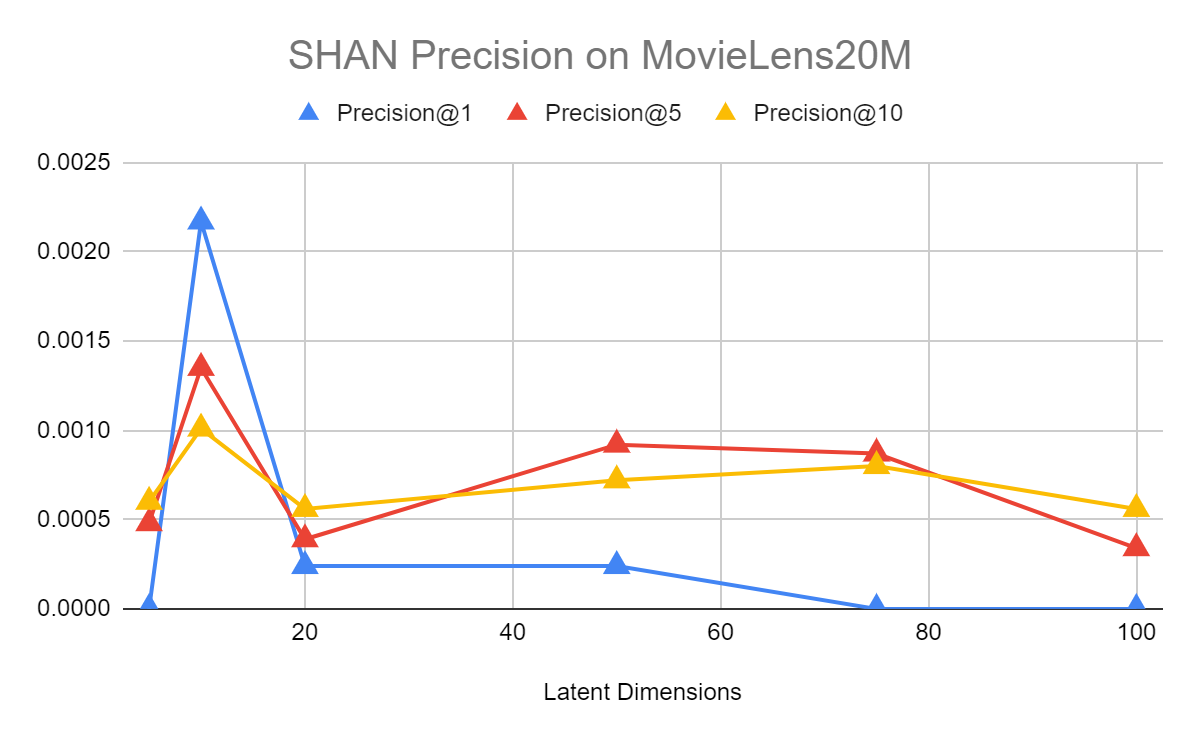 SHAN Precision on MovieLens20M
Precision@1 Precision@5 Precision@10
0.0025
0.0020
0.0015
0.0010
0.0005
0.0000
20 40 60 80 100
Latent Dimensions